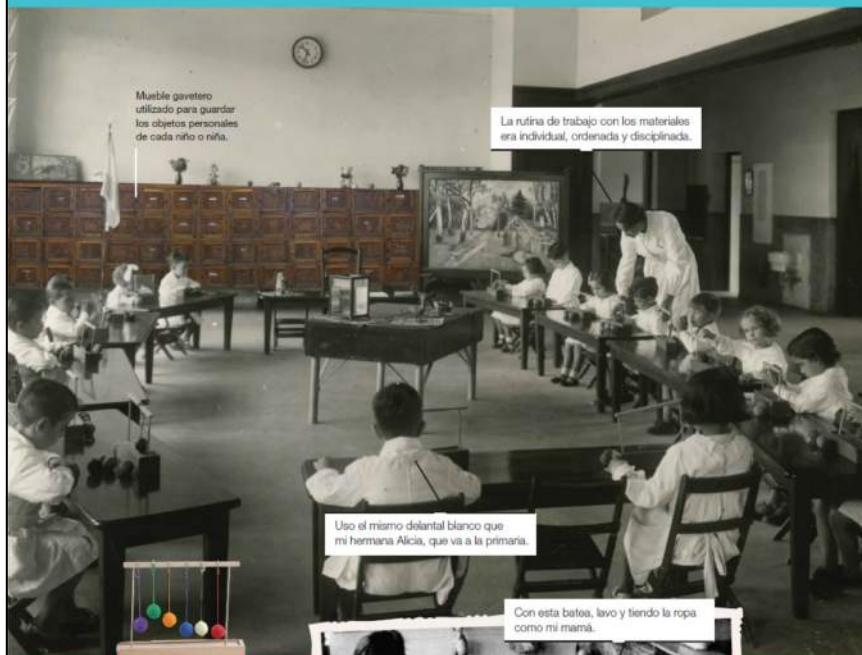 Mueble gavetero
utilizado para guardar
los objetos personales
de cada niño o niña.
La rutina de trabajo con los materiales
era individual, ordenada y disciplinada.
Uso el mismo delantal blanco que
mi hermana Alicia, que va a la primaria.
Con esta batea, lavo y tiendo la ropa
como mi mamá.